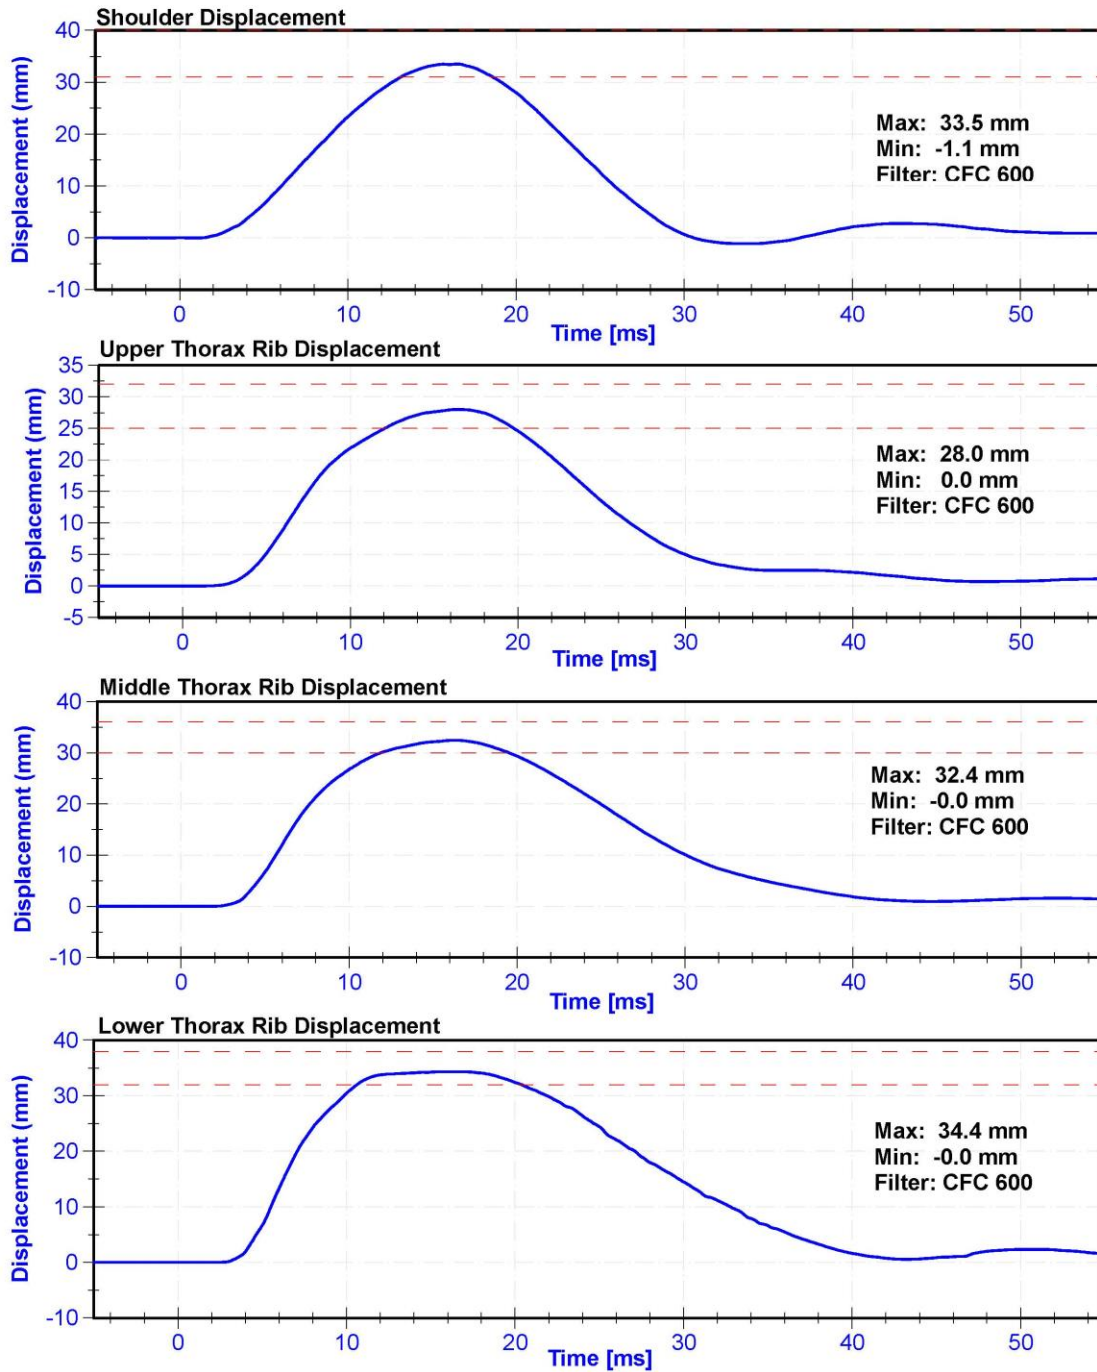 Shoulder Displacement
Displacement (mm)
40
30
20
10
0
-10
Max: 33.5 mm
Min: -1.1 mm
Filter: CFC 600
0 10 20 30 40 50
Time [ms]
Upper Thorax Rib Displacement
Displacement (mm)
35
30
25
20
15
10
5
0
-5
Max: 28.0 mm
Min: 0.0 mm
Filter: CFC 600
0 10 20 30 40 50
Time [ms]
Middle Thorax Rib Displacement
Displacement (mm)
40
30
20
10
0
-10
Max: 32.4 mm
Min: -0.0 mm
Filter: CFC 600
0 10 20 30 40 50
Time [ms]
Lower Thorax Rib Displacement
Displacement (mm)
40
30
20
10
0
-10
Max: 34.4 mm
Min: -0.0 mm
Filter: CFC 600
0 10 20 30 40 50
Time [ms]